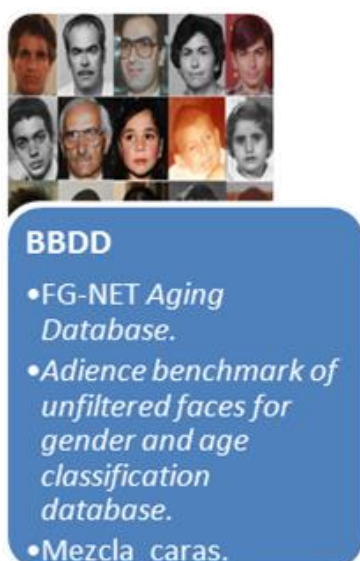 BBDD
•FG-NET Aging
Database.
•Adience benchmark of
unfiltered faces for
gender and age
classification
database.
•Mezcla caras.